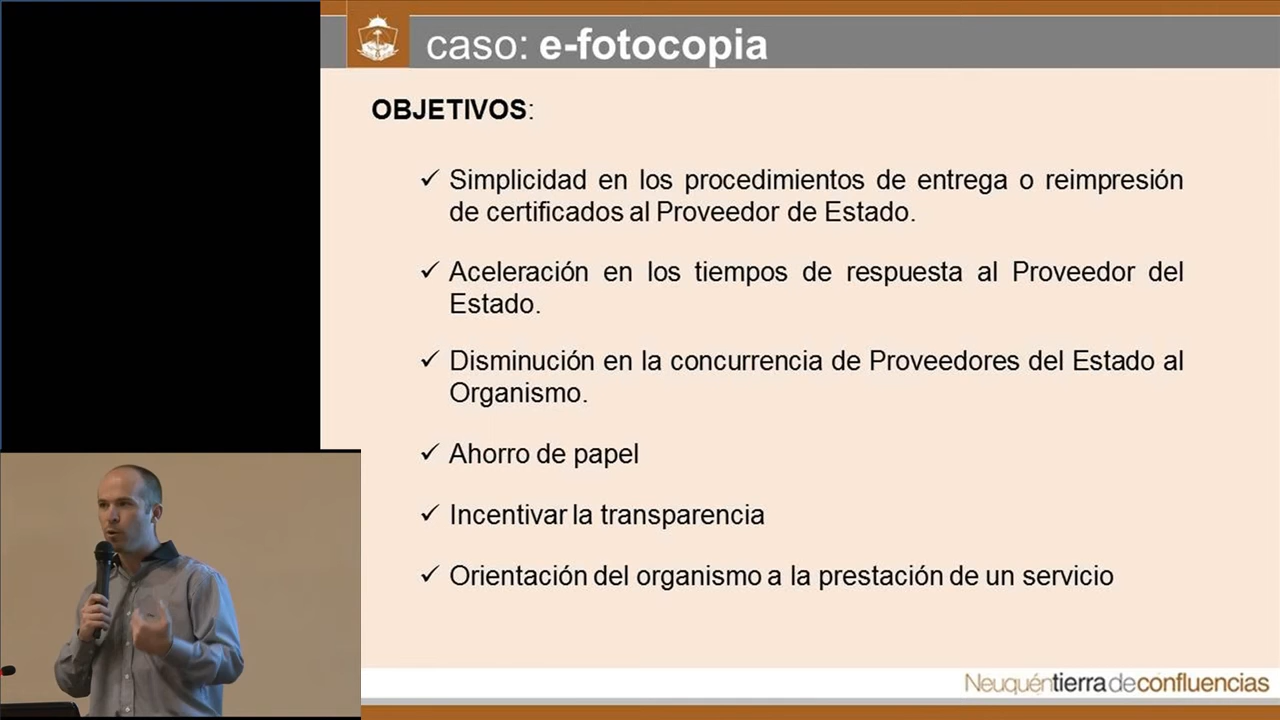 caso: e-fotocopia
OBJETIVOS:
✓ Simplicidad en los procedimientos de entrega o reimpresión
de certificados al Proveedor de Estado.
✓ Aceleración en los tiempos de respuesta al Proveedor del
Estado.
✓ Disminución en la concurrencia de Proveedores del Estado al
Organismo.
✓ Ahorro de papel
✓ Incentivar la transparencia
✓ Orientación del organismo a la prestación de un servicio
Neuquéntierradeconfluencias